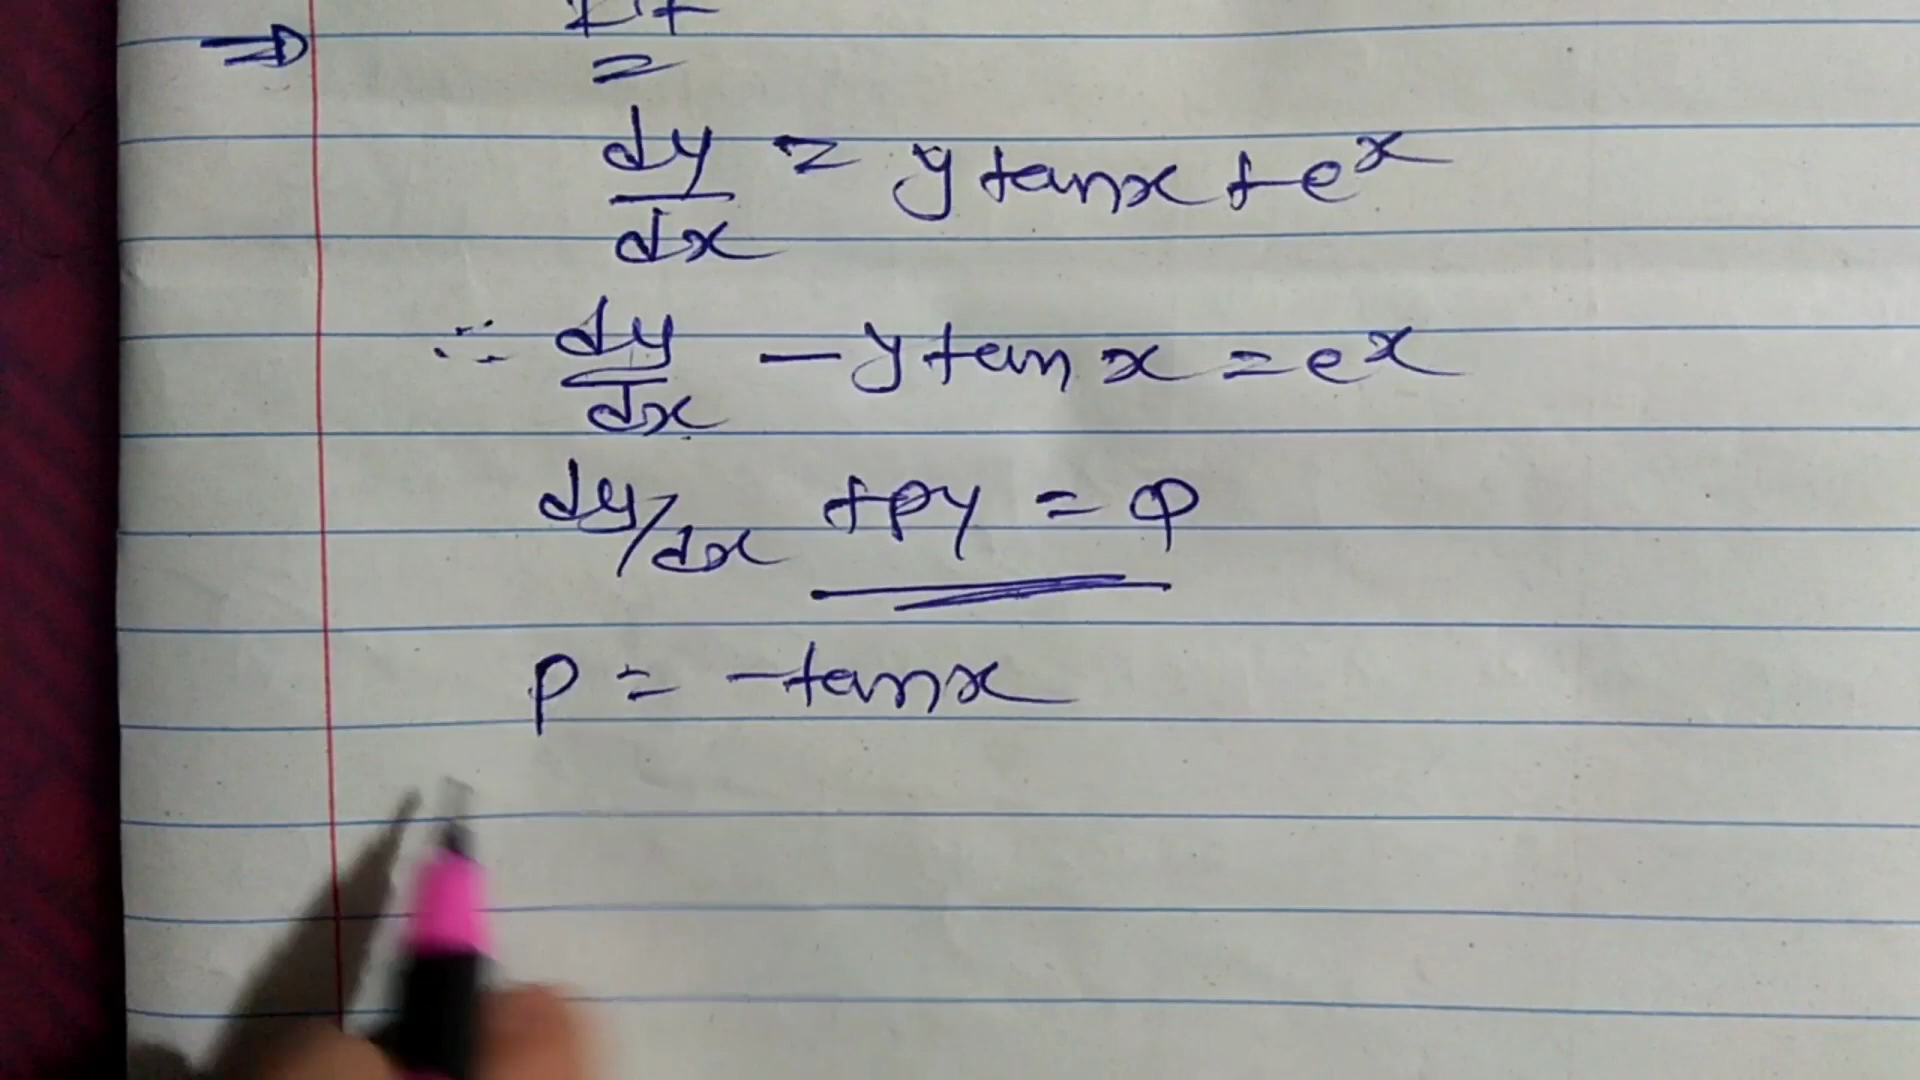 ⇒
dy/dx = y tanx + e^x
∴ dy/dx - y tan x = e^x
dy/dx + py = φ
p = -tanx